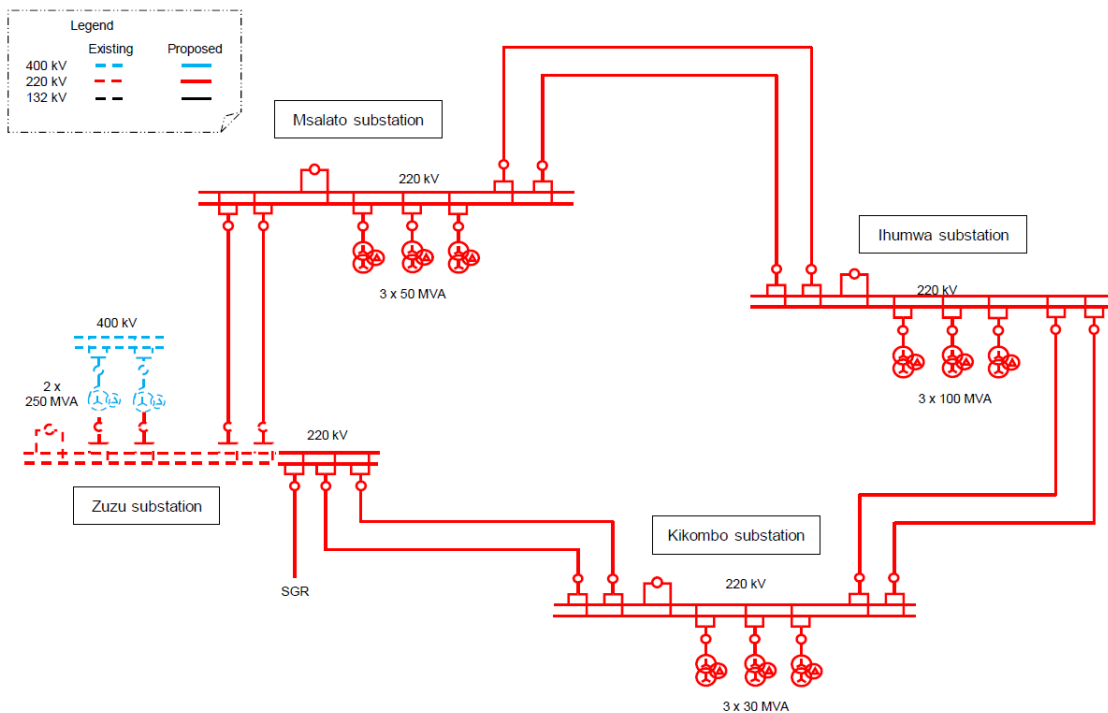 Legend
Existing Proposed
400 kV
220 kV
132 kV
Msalato substation
220 kV
3 x 50 MVA
Ihumwa substation
220 kV
3 x 100 MVA
400 kV
2 x
250 MVA
220 kV
Zuzu substation
SGR
Kikombo substation
220 kV
3 x 30 MVA